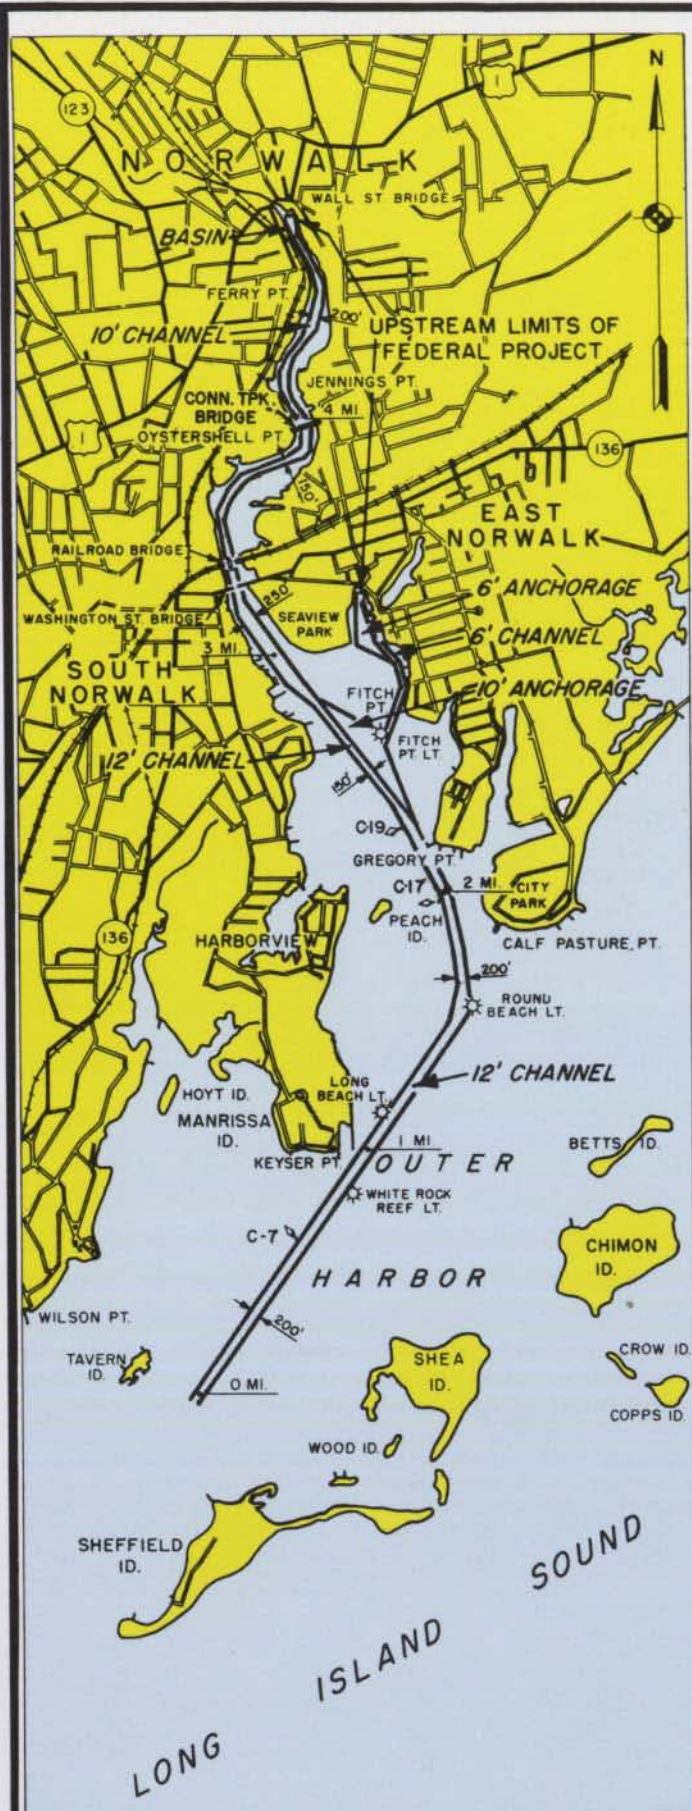 N
1
123
NORWALK
WALL ST. BRIDGE
BASIN
FERRY PT.
200'
10' CHANNEL
UPSTREAM LIMITS OF
FEDERAL PROJECT
JENNINGS PT.
CONN. TPK.
BRIDGE
4 MI.
1
OYSTERSHELL PT.
136
150'
EAST
NORWALK
RAILROAD BRIDGE
6' ANCHORAGE
250'
SEAVIEW
PARK
WASHINGTON ST. BRIDGE
6' CHANNEL
3 MI.
SOUTH
NORWALK
10' ANCHORAGE
FITCH
PT.
12' CHANNEL
FITCH
PT. LT.
150'
C-19
GREGORY PT.
C-17
2 MI.
CITY
PARK
PEACH
ID.
136
HARBORVIEW
CALF PASTURE PT.
200'
ROUND
BEACH LT.
12' CHANNEL
LONG
BEACH LT.
HOYT ID.
MANRISSA
ID.
BETTS ID.
1 MI
KEYSER PT.
OUTER
WHITE ROCK
REEF LT.
C-7
CHIMON
ID.
HARBOR
WILSON PT.
200'
TAVERN
ID.
SHEA
ID.
CROW ID.
0 MI.
COPPS ID.
WOOD ID.
SHEFFIELD
ID.
LONG ISLAND SOUND